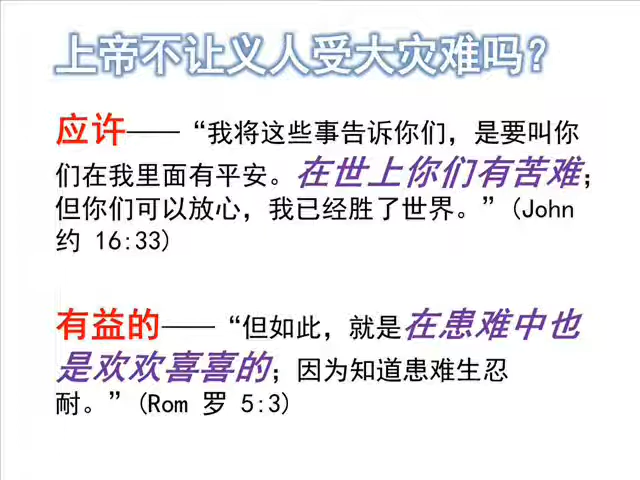 上帝不让义人受大灾难吗？
应许——“我将这些事告诉你们，是要叫你
们在我里面有平安。在世上你们有苦难；
但你们可以放心，我已经胜了世界。”(John
约 16:33)
有益的——“但如此，就是在患难中也
是欢欢喜喜的；因为知道患难生忍
耐。”(Rom 罗 5:3)